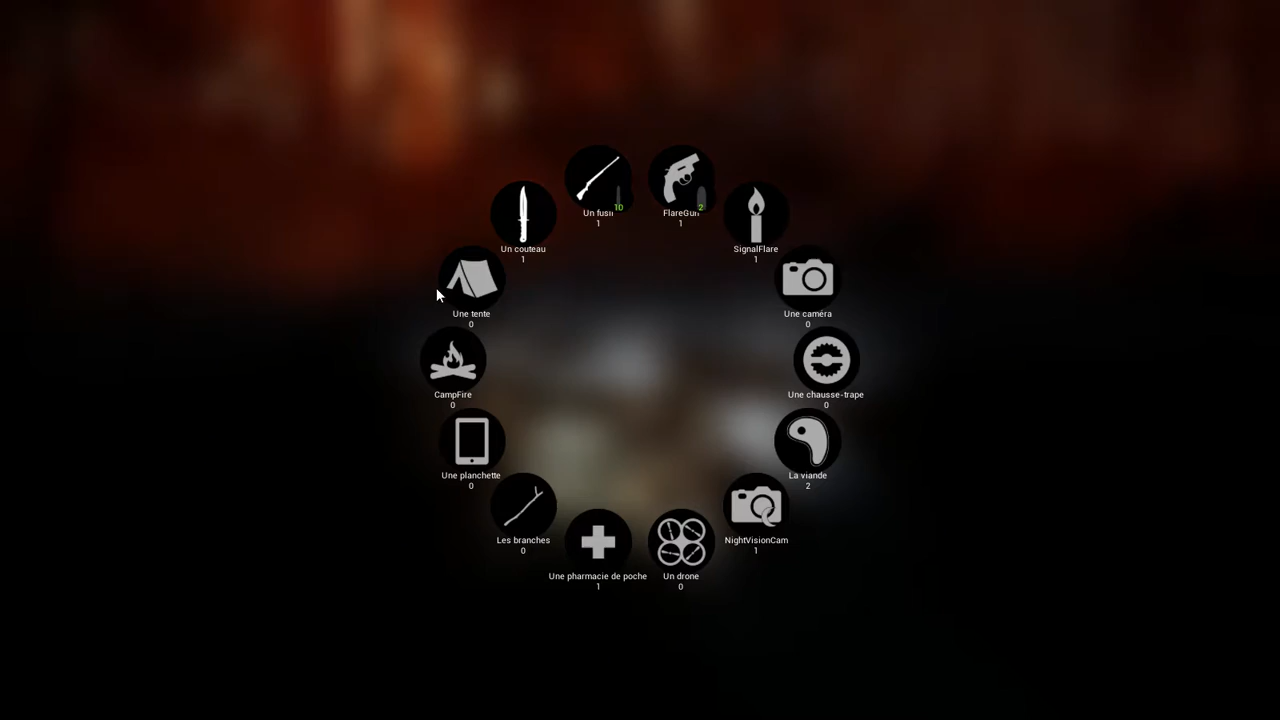 10
Un fusil
1
2
FlareGun
1
Un couteau
1
SignalFlare
1
Une tente
0
Une caméra
0
CampFire
0
Une chausse-trape
0
Une planchette
0
La viande
2
Les branches
0
NightVisionCam
1
Une pharmacie de poche
1
Un drone
0